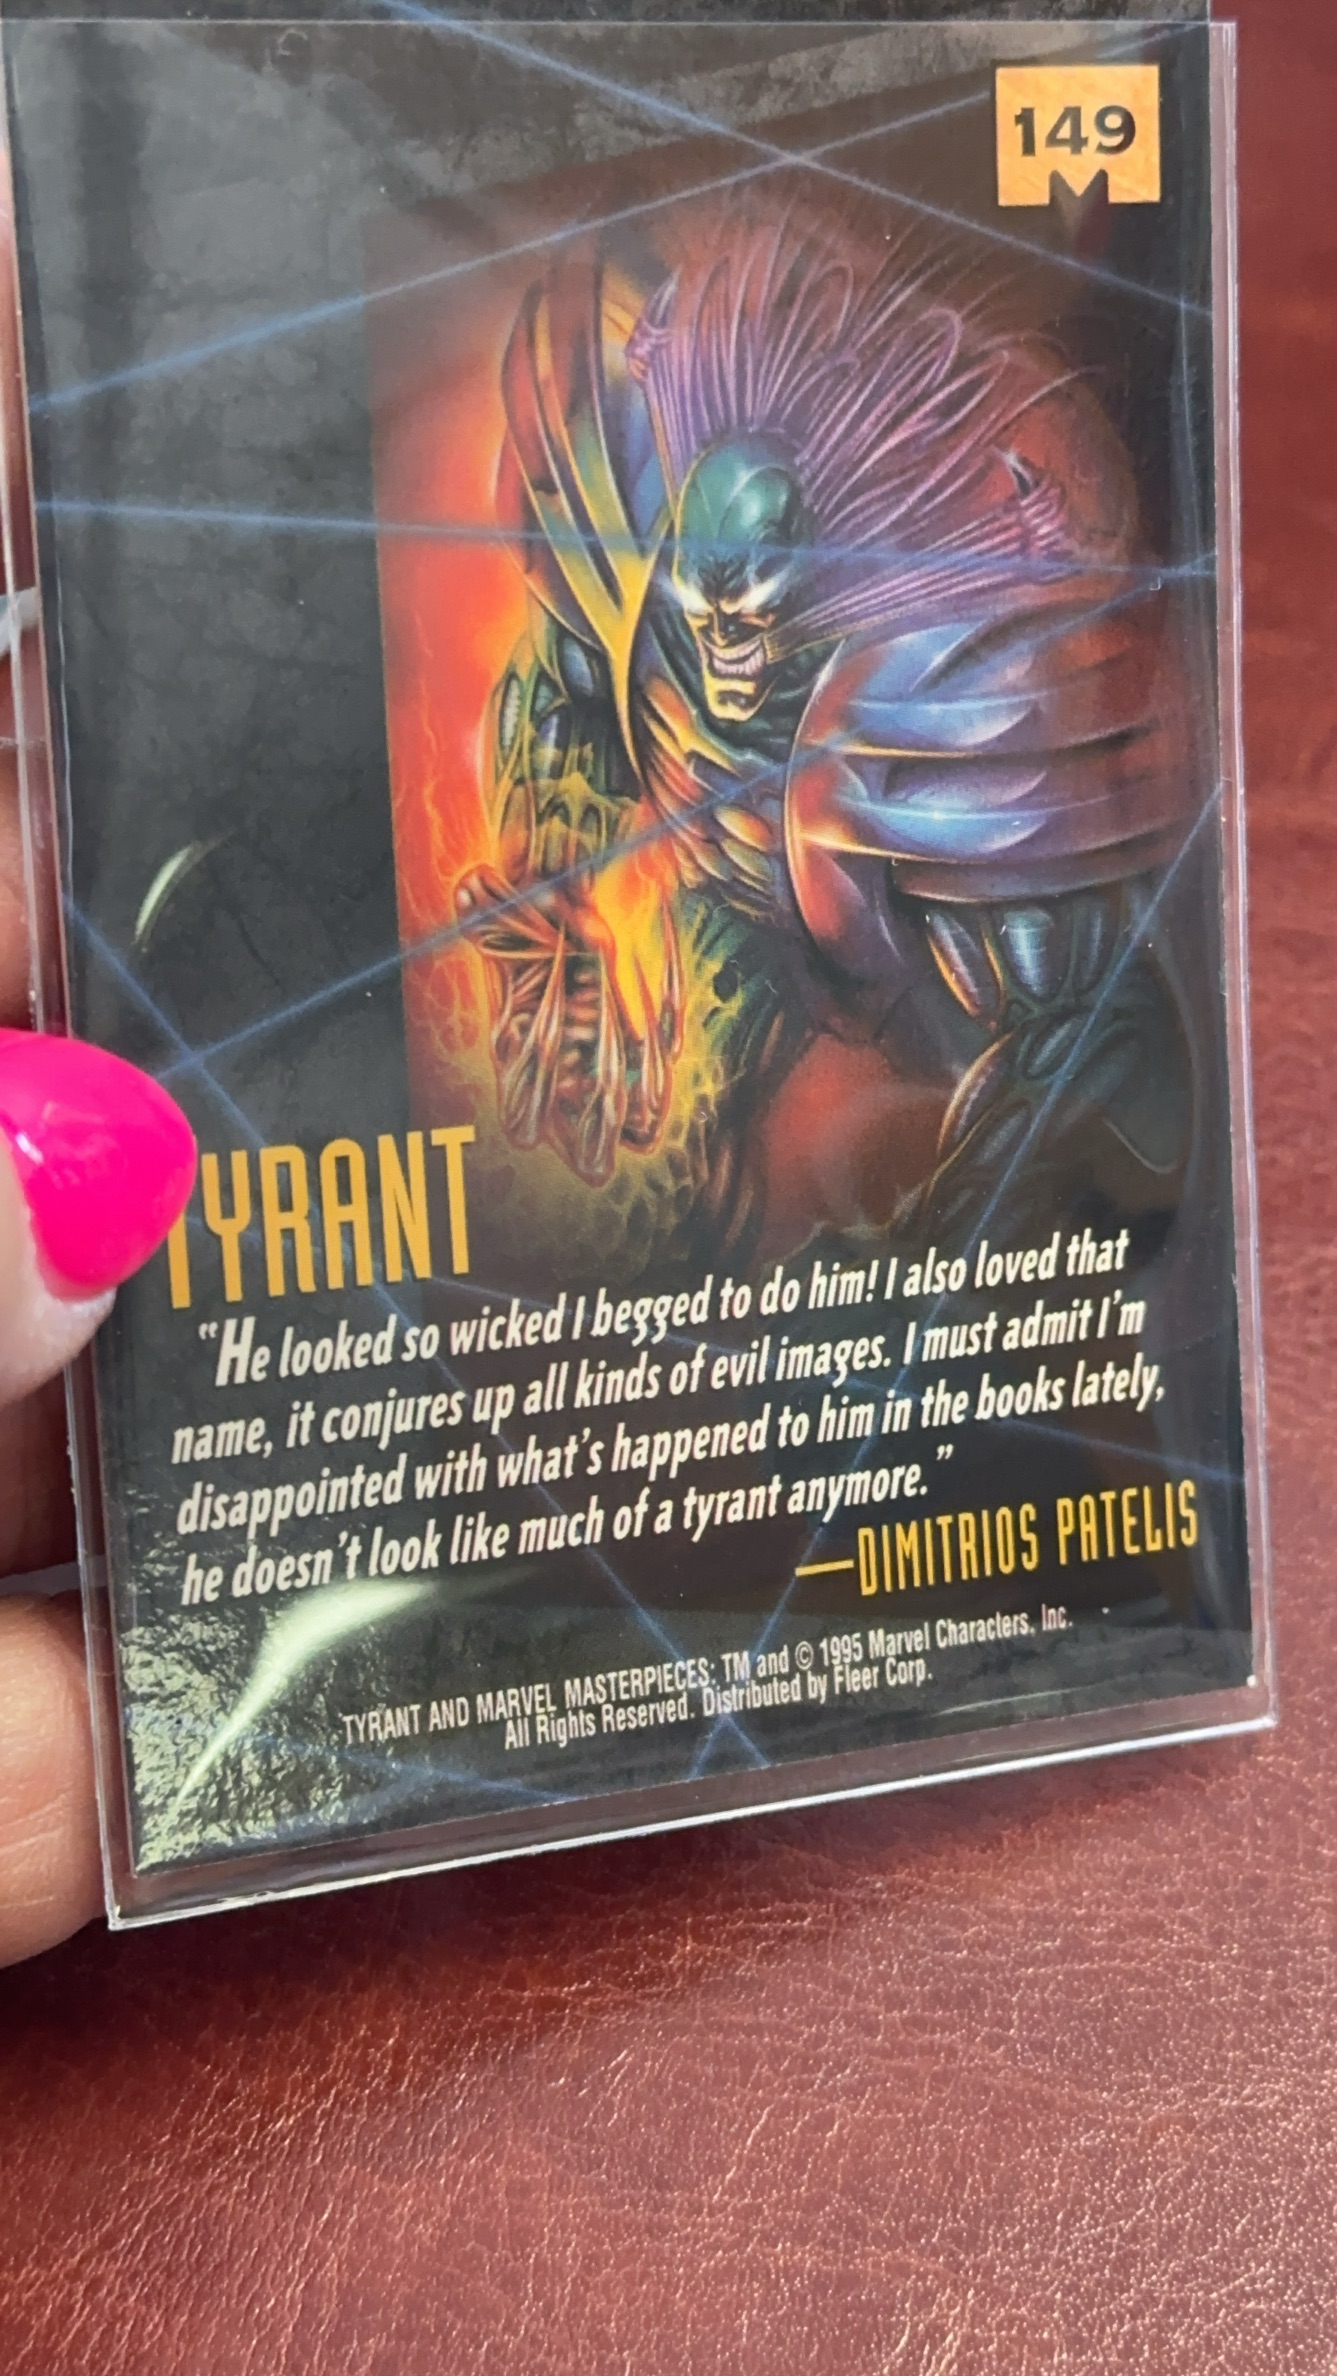 149
TYRANT
"He looked so wicked I begged to do him! I also loved that
name, it conjures up all kinds of evil images. I must admit I'm
disappointed with what's happened to him in the books lately,
he doesn't look like much of a tyrant anymore."
—DIMITRIOS PATELIS
TYRANT AND MARVEL MASTERPIECES: TM and © 1995 Marvel Characters, Inc.
All Rights Reserved. Distributed by Fleer Corp.